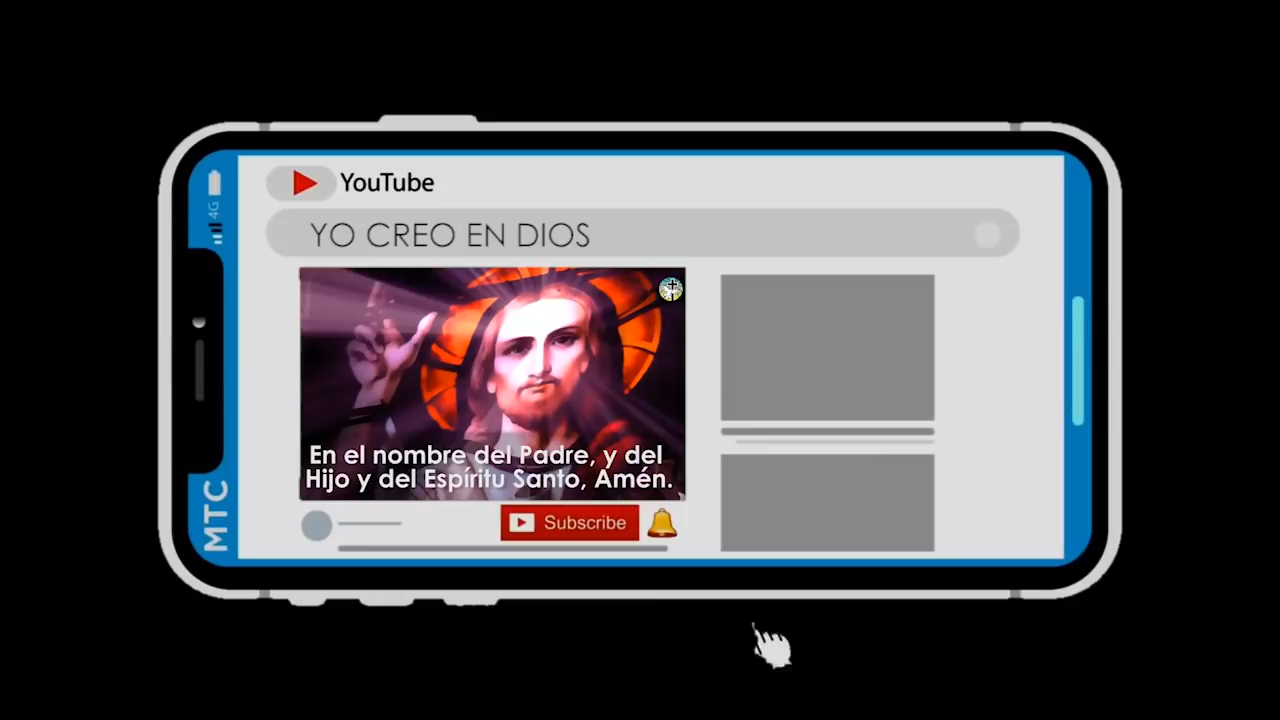 YouTube
YO CREO EN DIOS
En el nombre del Padre, y del
Hijo y del Espíritu Santo, Amén.
Subscribe
4G
MTC